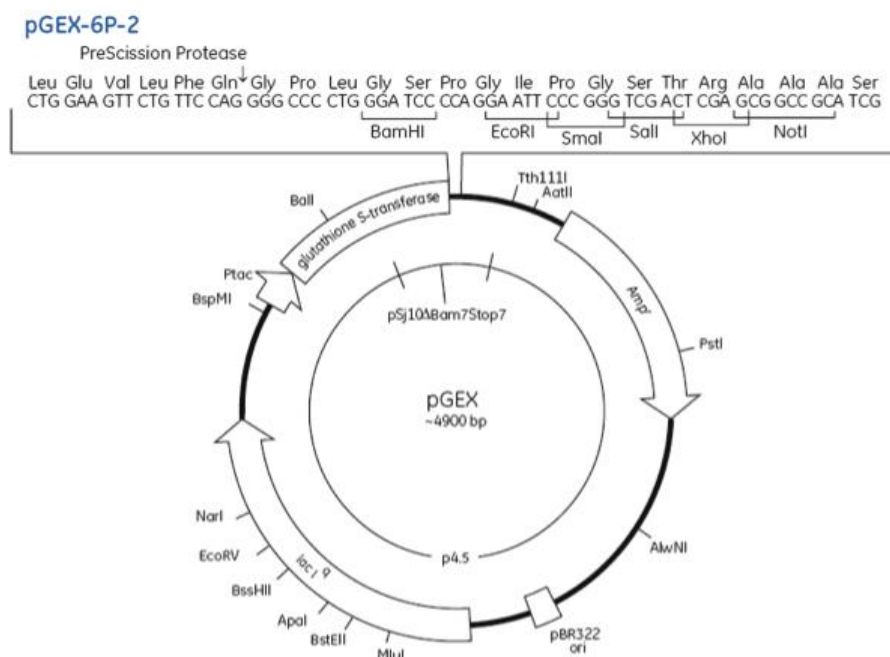 pGEX-6P-2
PreScission Protease
Leu Glu Val Leu Phe Gln Gly Pro Leu Gly Ser Pro Gly Ile Pro Gly Ser Thr Arg Ala Ala Ala Ser
CTG GAA GTT CTG TTC CAG GGG CCC CTG GGA TCC CCA GGA ATT CCC GGG TCG ACT CGA GCG GCC GCA TCG
BamHI EcoRI SmaI SalI XhoI NotI
Tth111I
AatII
BalI
glutathione S-transferase
Ptac
BspMI
pSj10ΔBam7Stop7
Ampʳ
PstI
pGEX
~4900 bp
NarI
EcoRV
BssHII
ApaI
BstEII
MluI
lac I q
p4.5
AlwNI
pBR322
ori